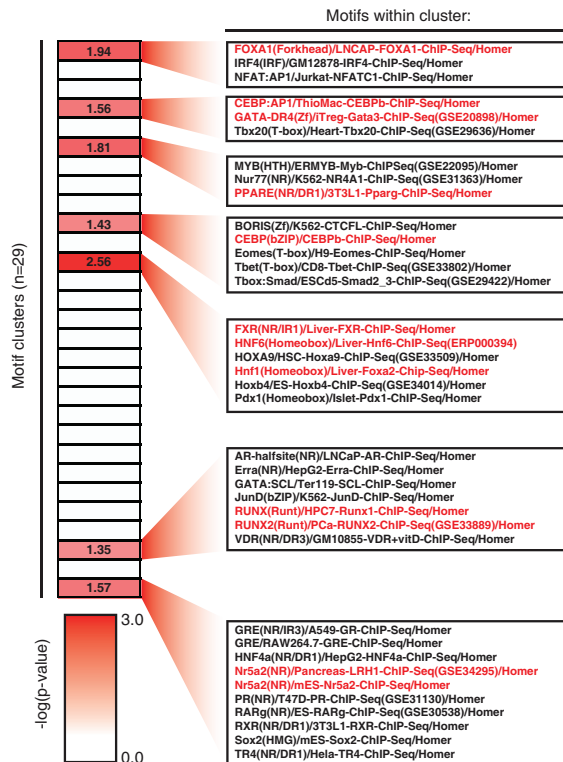 Motifs within cluster:
Motif clusters (n=29)
1.94
FOXA1(Forkhead)/LNCAP-FOXA1-ChIP-Seq/Homer
IRF4(IRF)/GM12878-IRF4-ChIP-Seq/Homer
NFAT:AP1/Jurkat-NFATC1-ChIP-Seq/Homer
1.56
CEBP:AP1/ThioMac-CEBPb-ChIP-Seq/Homer
GATA-DR4(Zf)/iTreg-Gata3-ChIP-Seq(GSE20898)/Homer
Tbx20(T-box)/Heart-Tbx20-ChIP-Seq(GSE29636)/Homer
1.81
MYB(HTH)/ERMYB-Myb-ChIPSeq(GSE22095)/Homer
Nur77(NR)/K562-NR4A1-ChIP-Seq(GSE31363)/Homer
PPARE(NR/DR1)/3T3L1-Pparg-ChIP-Seq/Homer
1.43
BORIS(Zf)/K562-CTCFL-ChIP-Seq/Homer
CEBP(bZIP)/CEBPb-ChIP-Seq/Homer
Eomes(T-box)/H9-Eomes-ChIP-Seq/Homer
Tbet(T-box)/CD8-Tbet-ChIP-Seq(GSE33802)/Homer
Tbox:Smad/ESCd5-Smad2_3-ChIP-Seq(GSE29422)/Homer
2.56
FXR(NR/IR1)/Liver-FXR-ChIP-Seq/Homer
HNF6(Homeobox)/Liver-Hnf6-ChIP-Seq(ERP000394)
HOXA9/HSC-Hoxa9-ChIP-Seq(GSE33509)/Homer
Hnf1(Homeobox)/Liver-Foxa2-Chip-Seq/Homer
Hoxb4/ES-Hoxb4-ChIP-Seq(GSE34014)/Homer
Pdx1(Homeobox)/Islet-Pdx1-ChIP-Seq/Homer
1.35
AR-halfsite(NR)/LNCaP-AR-ChIP-Seq/Homer
Erra(NR)/HepG2-Erra-ChIP-Seq/Homer
GATA:SCL/Ter119-SCL-ChIP-Seq/Homer
JunD(bZIP)/K562-JunD-ChIP-Seq/Homer
RUNX(Runt)/HPC7-Runx1-ChIP-Seq/Homer
RUNX2(Runt)/PCa-RUNX2-ChIP-Seq(GSE33889)/Homer
VDR(NR/DR3)/GM10855-VDR+vitD-ChIP-Seq/Homer
1.57
GRE(NR/IR3)/A549-GR-ChIP-Seq/Homer
GRE/RAW264.7-GRE-ChIP-Seq/Homer
HNF4a(NR/DR1)/HepG2-HNF4a-ChIP-Seq/Homer
Nr5a2(NR)/Pancreas-LRH1-ChIP-Seq(GSE34295)/Homer
Nr5a2(NR)/mES-Nr5a2-ChIP-Seq/Homer
PR(NR)/T47D-PR-ChIP-Seq(GSE31130)/Homer
RARg(NR)/ES-RARg-ChIP-Seq(GSE30538)/Homer
RXR(NR/DR1)/3T3L1-RXR-ChIP-Seq/Homer
Sox2(HMG)/mES-Sox2-ChIP-Seq/Homer
TR4(NR/DR1)/Hela-TR4-ChIP-Seq/Homer
-log(p-value)
3.0
0.0